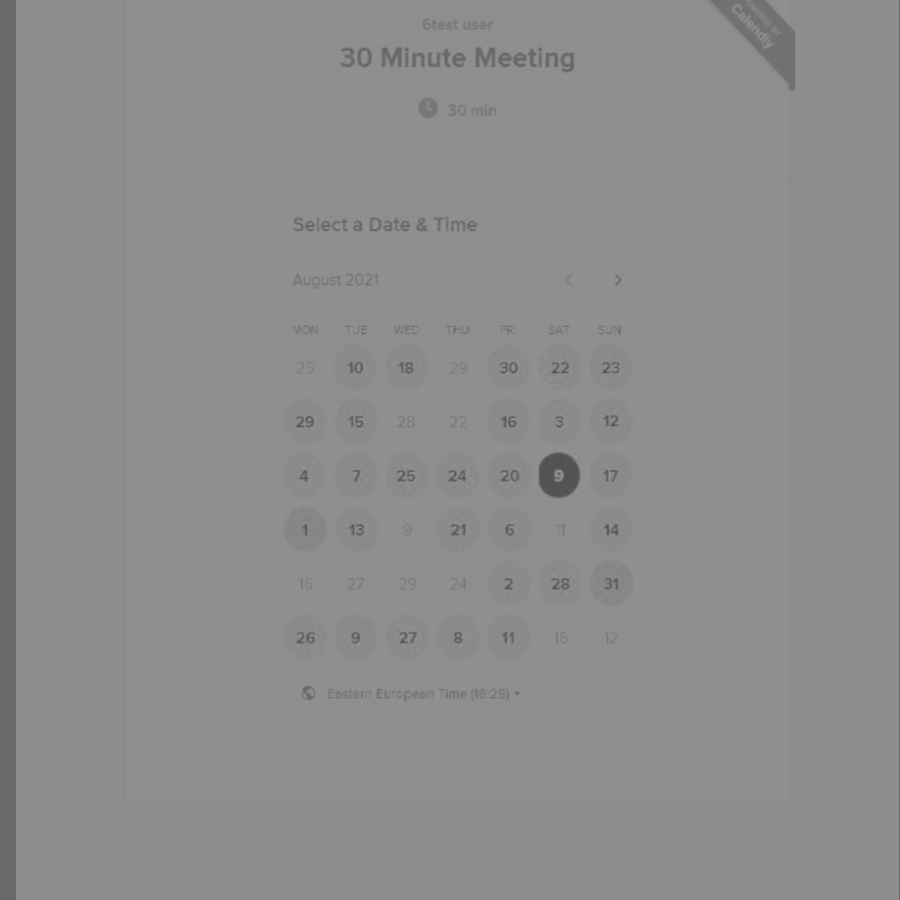 6test user
POWERED BY
Calendly
30 Minute Meeting
30 min
Select a Date & Time
August 2021
MON TUE WED THU FRI SAT SUN
25 10 18 29 30 22 23
29 15 28 22 16 3 12
4 7 25 24 20 9 17
1 13 9 21 6 11 14
15 27 29 24 2 28 31
26 9 27 8 11 15 12
Eastern European Time (16:28)